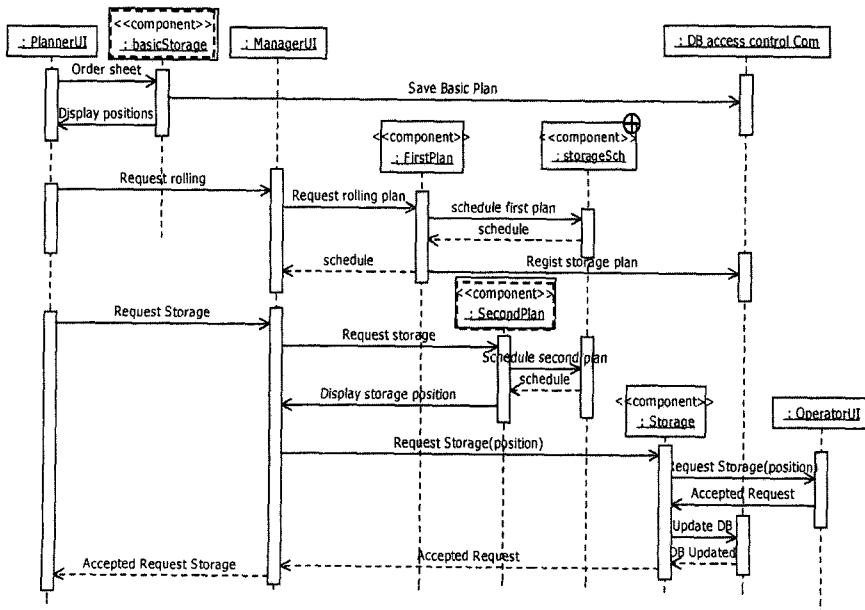 <<component>>
: PlannerUI
: basicStorage
: ManagerUI
: DB access control Com
Order sheet
Save Basic Plan
Display positions
<<component>>
: FirstPlan
<<component>>
: storageSch
Request rolling
Request rolling plan
schedule first plan
schedule
schedule
Regist storage plan
<<component>>
: SecondPlan
Request Storage
Request storage
Schedule second plan
schedule
Display storage position
<<component>>
: Storage
: OperatorUI
Request Storage(position)
Request Storage(position)
Accepted Request
Update DB
DB Updated
Accepted Request
Accepted Request Storage